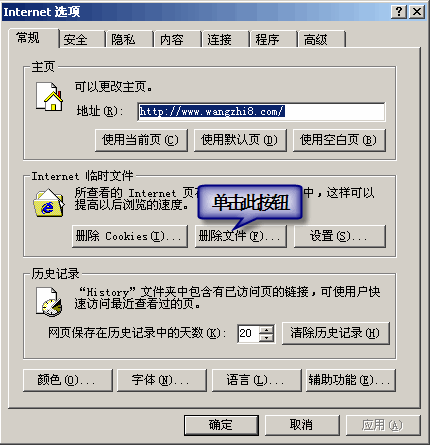 Internet 选项
常规 安全 隐私 内容 连接 程序 高级
主页
可以更改主页。
地址(R): http://www.wangzhi8.com/
使用当前页(C) 使用默认页(D) 使用空白页(B)
Internet 临时文件
所查看的 Internet 页 中,这样可以
提高以后浏览的速度。
单击此按钮
删除 Cookies(I)... 删除文件(F)... 设置(S)...
历史记录
“History”文件夹中包含有已访问页的链接,可使用户快
速访问最近查看过的页。
网页保存在历史记录中的天数(K): 20 清除历史记录(H)
颜色(O)... 字体(N)... 语言(L)... 辅助功能(E)...
确定 取消 应用(A)